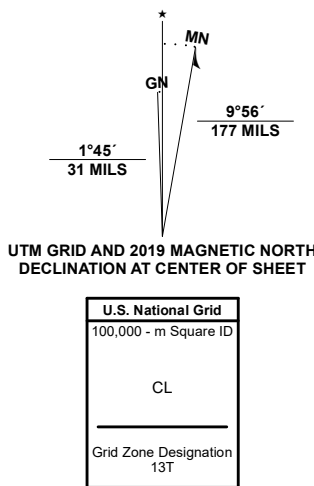 MN
GN
9°56´
177 MILS
1°45´
31 MILS
UTM GRID AND 2019 MAGNETIC NORTH
DECLINATION AT CENTER OF SHEET
U.S. National Grid
100,000 - m Square ID
CL
Grid Zone Designation
13T